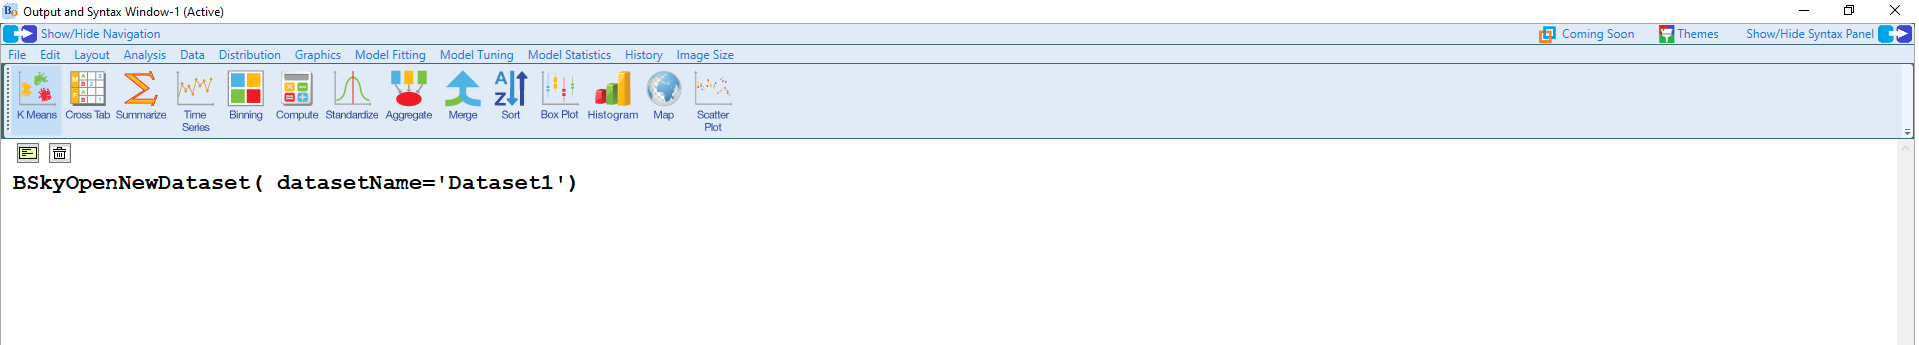 Output and Syntax Window-1 (Active)
Show/Hide Navigation Coming Soon Themes Show/Hide Syntax Panel
File Edit Layout Analysis Data Distribution Graphics Model Fitting Model Tuning Model Statistics History Image Size
K Means Cross Tab Summarize Time Series Binning Compute Standardize Aggregate Merge Sort Box Plot Histogram Map Scatter Plot
BSkyOpenNewDataset( datasetName='Dataset1')